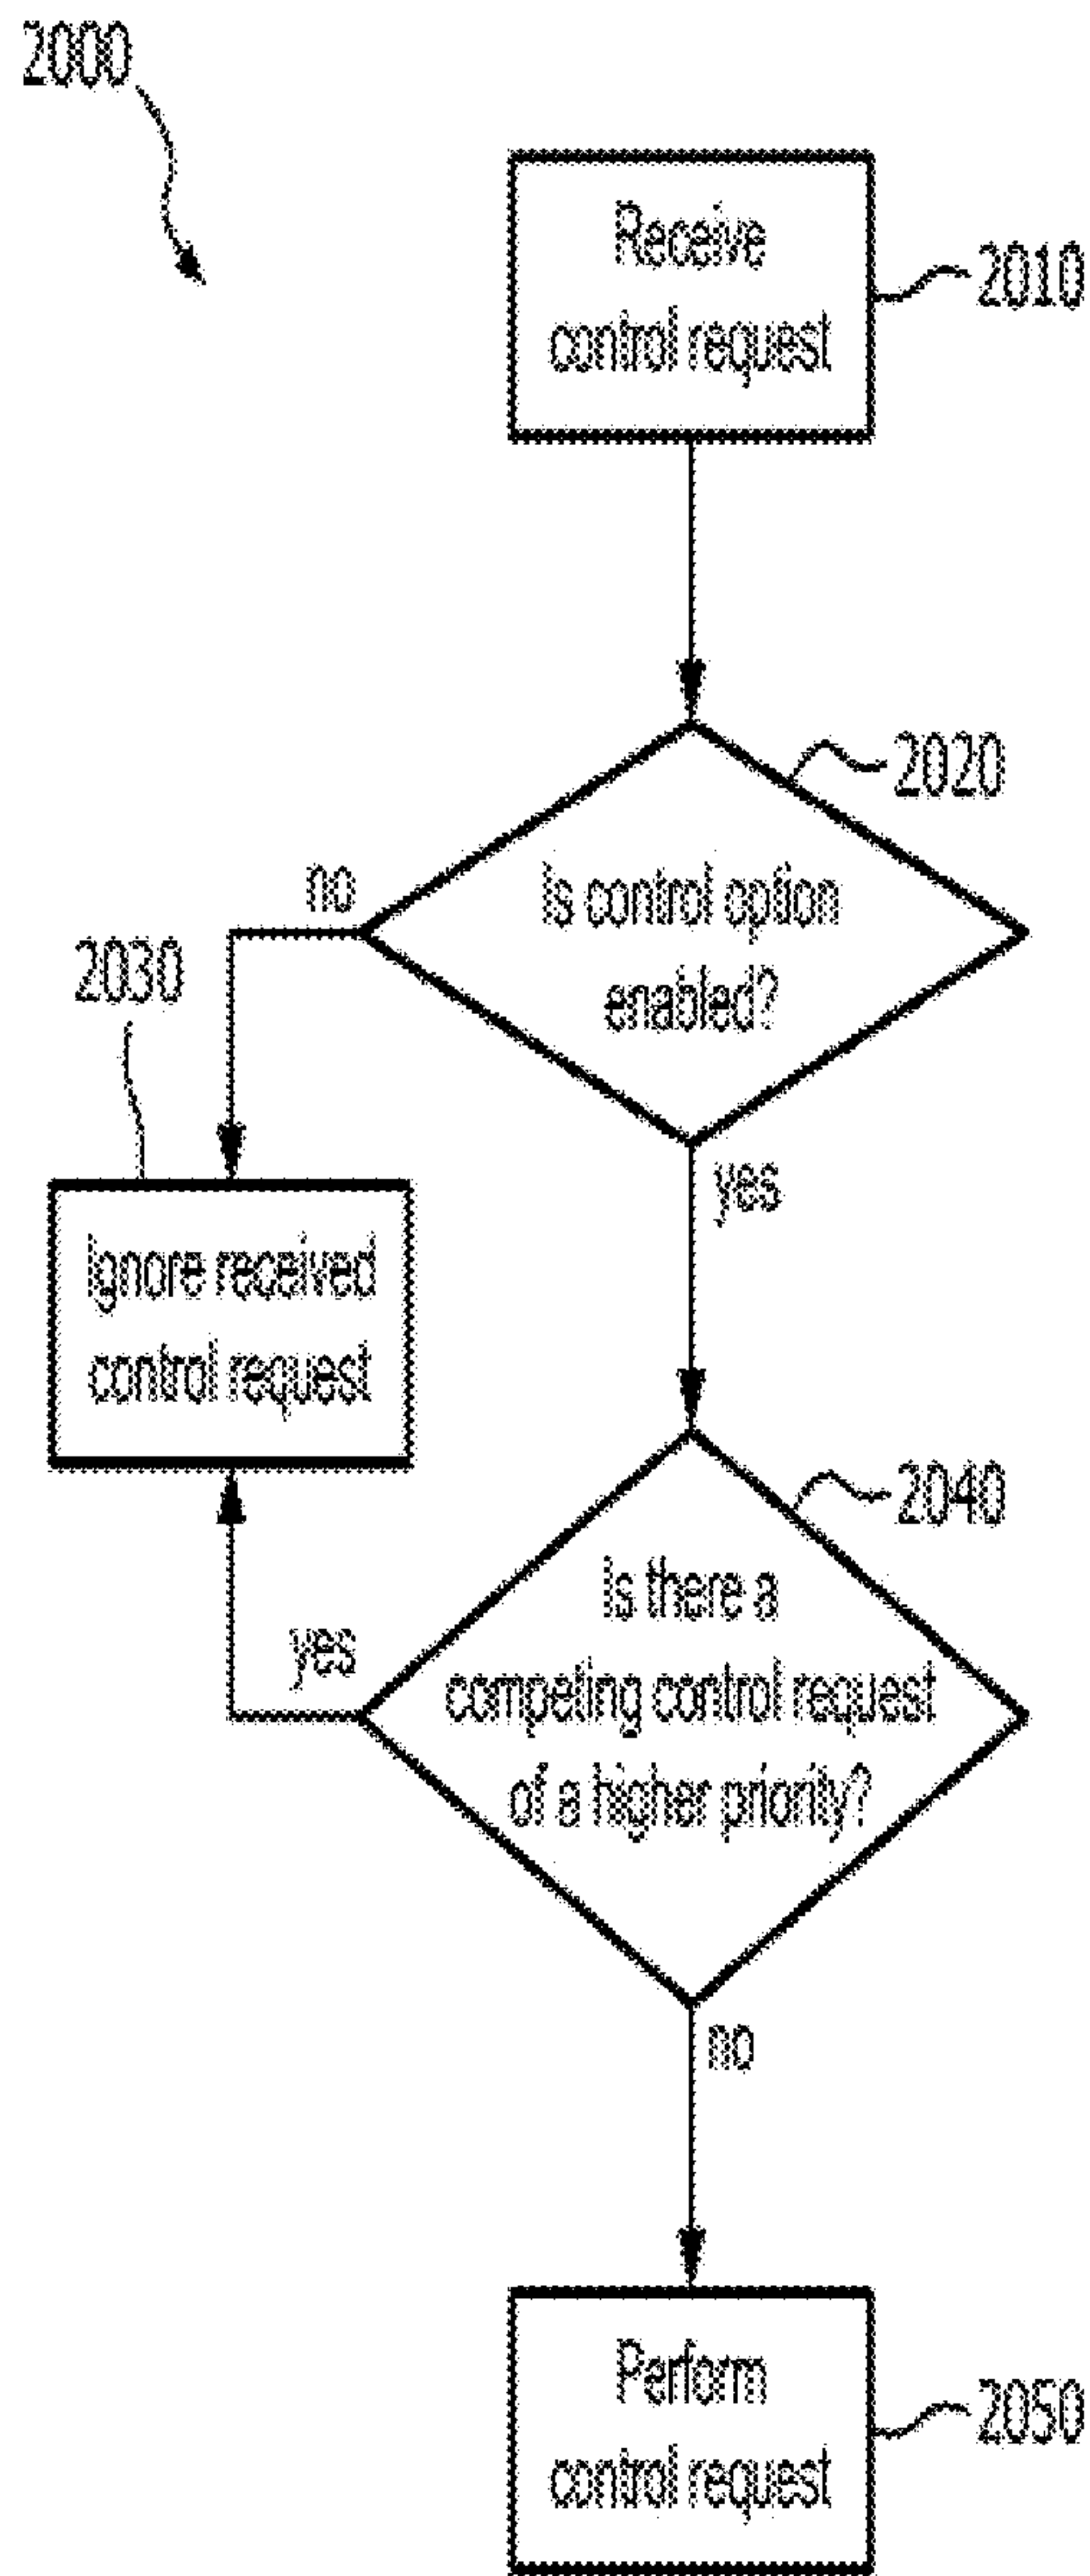 2000
Receive
control request
2010
2020
Is control option
enabled?
no
2030
yes
Ignore received
control request
2040
Is there a
competing control request
of a higher priority?
yes
no
Perform
control request
2050